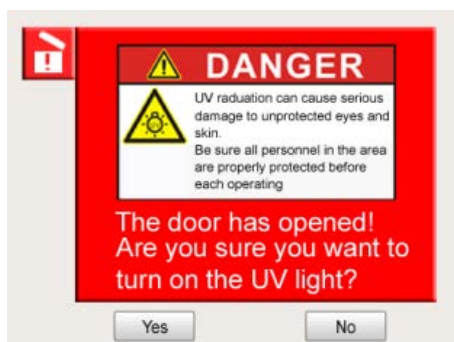 DANGER
UV raduation can cause serious
damage to unprotected eyes and
skin.
Be sure all personnel in the area
are properly protected before
each operating
The door has opened!
Are you sure you want to
turn on the UV light?
Yes
No